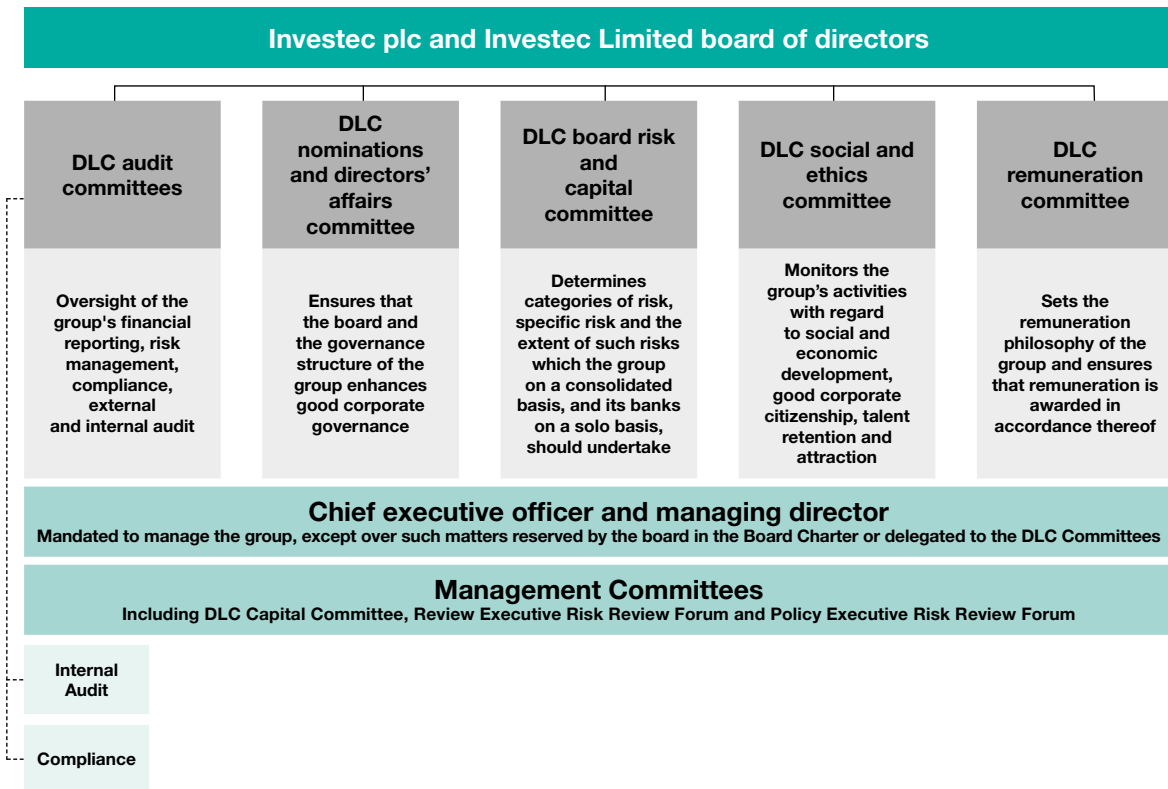 Investec plc and Investec Limited board of directors
DLC audit
committees
DLC
nominations
and directors’
affairs
committee
DLC board risk
and
capital
committee
DLC social and
ethics
committee
DLC
remuneration
committee
Oversight of the
group's financial
reporting, risk
management,
compliance,
external
and internal audit
Ensures that
the board and
the governance
structure of the
group enhances
good corporate
governance
Determines
categories of risk,
specific risk and the
extent of such risks
which the group
on a consolidated
basis, and its banks
on a solo basis,
should undertake
Monitors the
group’s activities
with regard
to social and
economic
development,
good corporate
citizenship, talent
retention and
attraction
Sets the
remuneration
philosophy of the
group and ensures
that remuneration is
awarded in
accordance thereof
Chief executive officer and managing director
Mandated to manage the group, except over such matters reserved by the board in the Board Charter or delegated to the DLC Committees
Management Committees
Including DLC Capital Committee, Review Executive Risk Review Forum and Policy Executive Risk Review Forum
Internal
Audit
Compliance